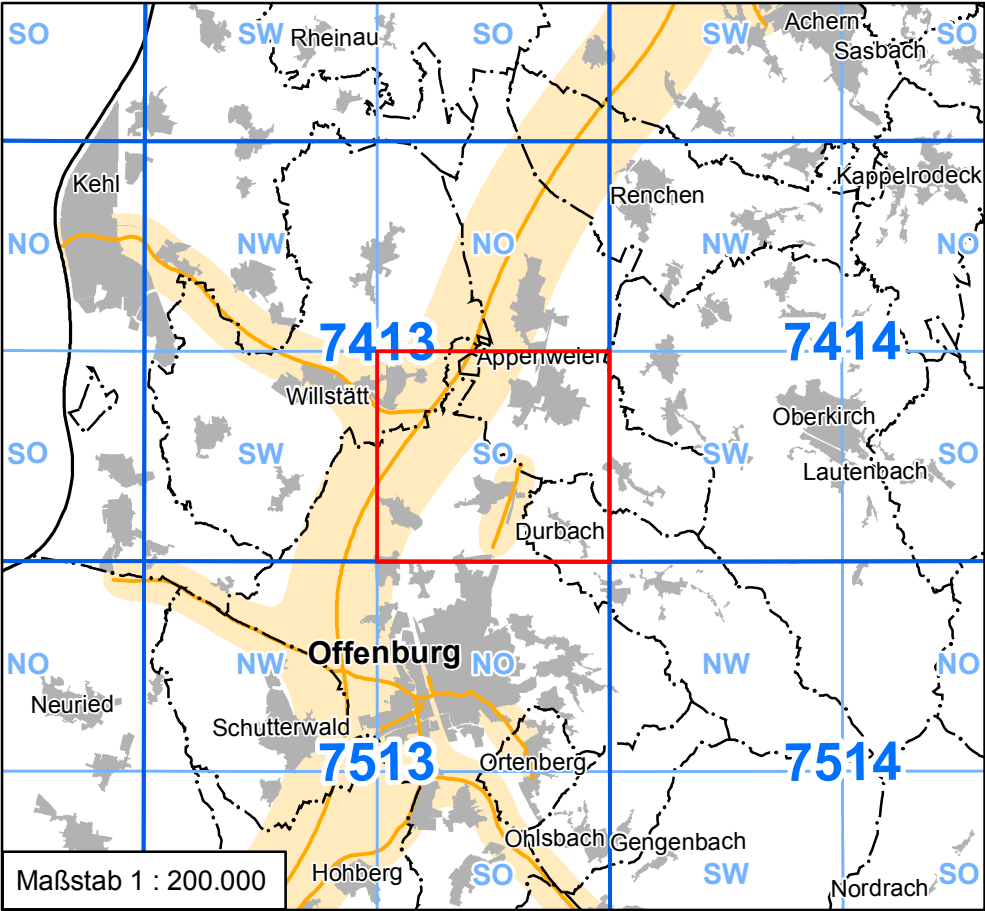 SO
SW
Rheinau
SO
SW
Achern
SO
Sasbach
Kehl
Renchen
Kappelrodeck
NO
NW
NO
NW
NO
7413
7414
Appenweier
Willstätt
Oberkirch
SO
SW
SO
SW
SO
Lautenbach
Durbach
Offenburg
NO
NW
NO
NW
NO
Neuried
Schutterwald
7513
7514
Ortenberg
Ohlsbach
Gengenbach
Hohberg
SO
SW
SO
Nordrach
Maßstab 1 : 200.000